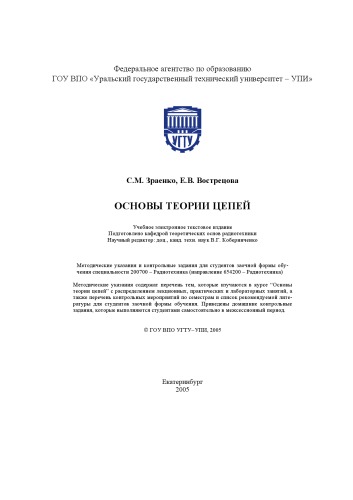 Федеральное агентство по образованию
ГОУ ВПО «Уральский государственный технический университет – УПИ»
УГТУ
С.М. Зраенко, Е.В. Вострецова
ОСНОВЫ ТЕОРИИ ЦЕПЕЙ
Учебное электронное текстовое издание
Подготовлено кафедрой теоретических основ радиотехники
Научный редактор: доц., канд. техн. наук В.Г. Коберниченко
Методические указания и контрольные задания для студентов заочной формы обу-
чения специальности 200700 – Радиотехника (направление 654200 – Радиотехника)
Методические указания содержат перечень тем, которые изучаются в курсе "Основы
теории цепей" с распределением лекционных, практических и лабораторных занятий, а
также перечень контрольных мероприятий по семестрам и список рекомендуемой лите-
ратуры для студентов заочной формы обучения. Приведены домашние контрольные
задания, которые выполняются студентами самостоятельно в межсессионный период.
© ГОУ ВПО УГТУ–УПИ, 2005
Екатеринбург
2005